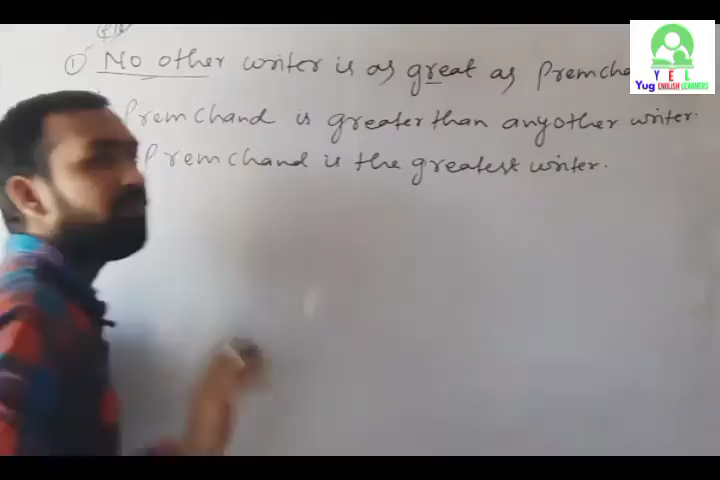 ① No other writer is as great as Premcha
Premchand is greater than any other writer.
Premchand is the greatest writer.
Y E L
Yug ENGLISH LEARNERS